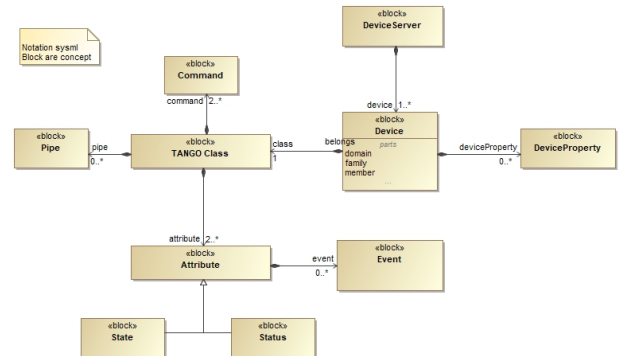 «block»
DeviceServer
Notation sysml
Block are concept
«block»
Command
command 2..*
device 1..*
«block»
Pipe
pipe
0..*
«block»
TANGO Class
class
1
belongs
«block»
Device
parts
domain
family
member
...
deviceProperty
0..*
«block»
DeviceProperty
attribute 2..*
«block»
Attribute
event
0..*
«block»
Event
«block»
State
«block»
Status